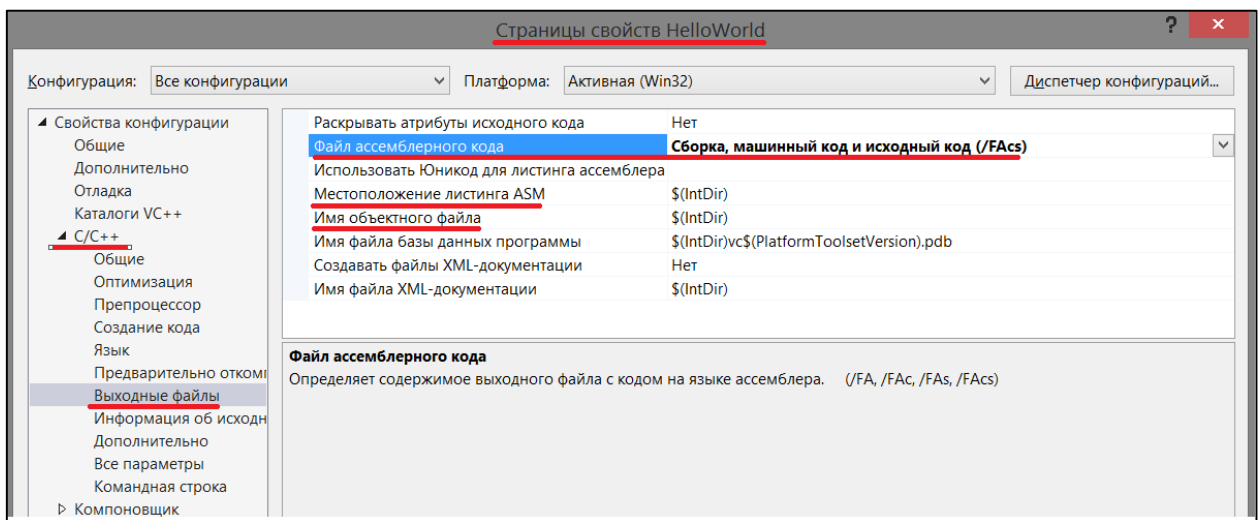 Страницы свойств HelloWorld ? ×
Конфигурация: Все конфигурации Платформа: Активная (Win32) Диспетчер конфигураций...
Свойства конфигурации
Общие
Дополнительно
Отладка
Каталоги VC++
C/C++
Общие
Оптимизация
Препроцессор
Создание кода
Язык
Предварительно откомп
Выходные файлы
Информация об исходн
Дополнительно
Все параметры
Командная строка
Компоновщик
Раскрывать атрибуты исходного кода Нет
Файл ассемблерного кода Сборка, машинный код и исходный код (/FAcs)
Использовать Юникод для листинга ассемблера
Местоположение листинга ASM $(IntDir)
Имя объектного файла $(IntDir)
Имя файла базы данных программы $(IntDir)vc$(PlatformToolsetVersion).pdb
Создавать файлы XML-документации Нет
Имя файла XML-документации $(IntDir)
Файл ассемблерного кода
Определяет содержимое выходного файла с кодом на языке ассемблера. (/FA, /FAc, /FAs, /FAcs)